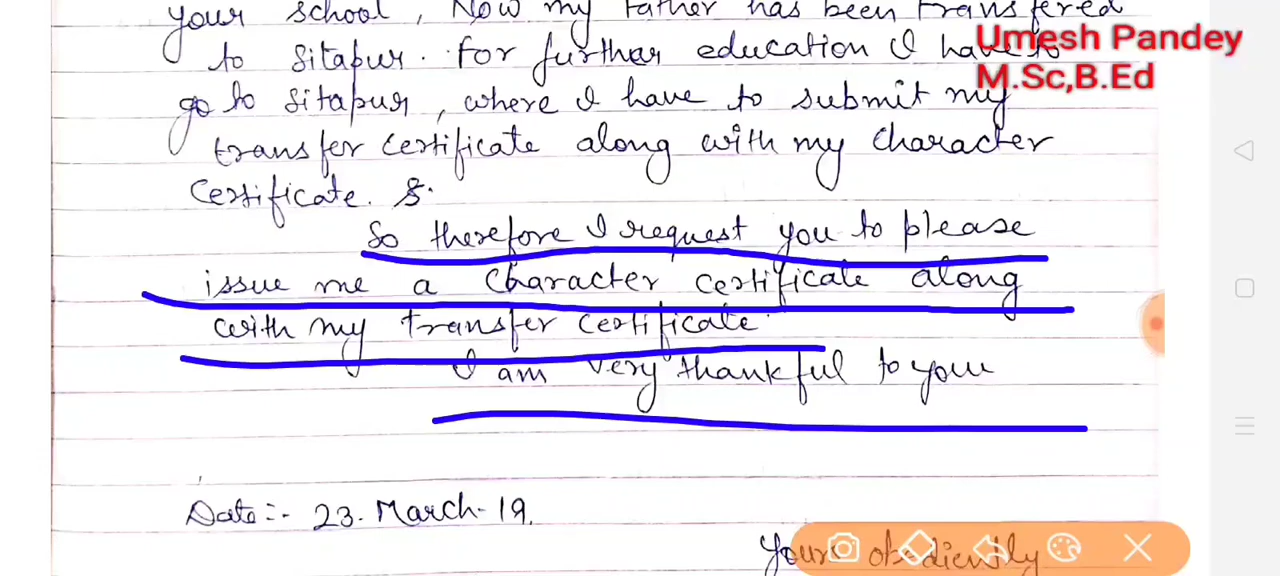 your school, Now my Father has been transfered
to Sitapur. For further education I have to
go to Sitapur, where I have to submit my
transfer certificate along with my character
Certificate. &.
So therefore I request you to please
issue me a character certificate along
with my transfer certificate.
I am very thankful to your
Date:- 23. March-19.
Your obediently
Umesh Pandey
M.Sc,B.Ed